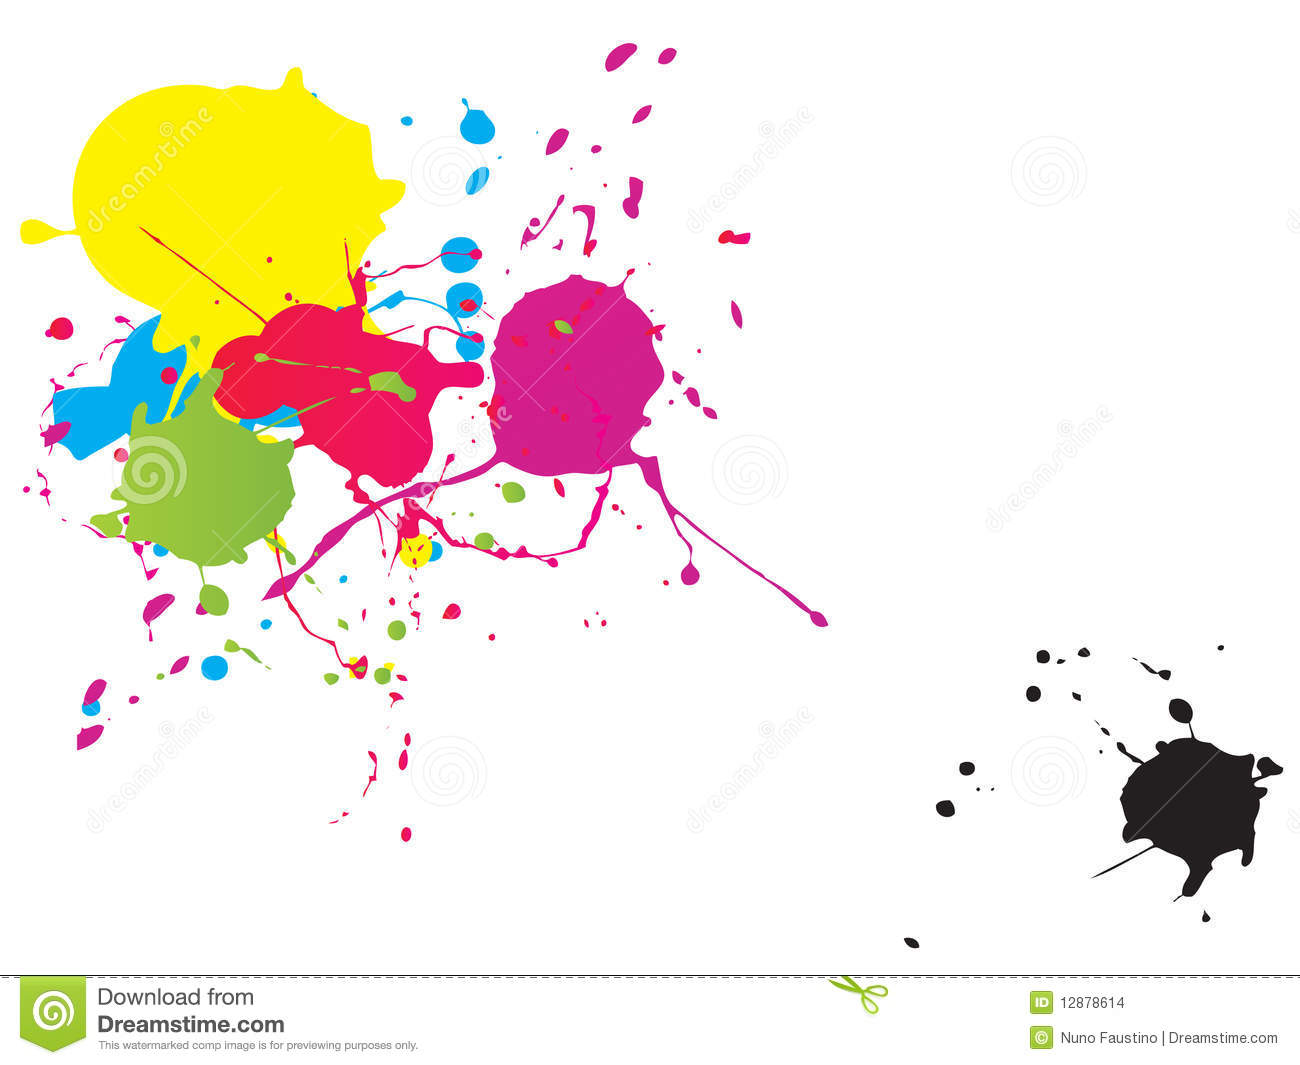 dreamstime
dreamstime
dreamstime
dreamstime
dreamstime
dreamstime
Download from
Dreamstime.com
This watermarked comp image is for previewing purposes only.
ID 12878614
© Nuno Faustino | Dreamstime.com